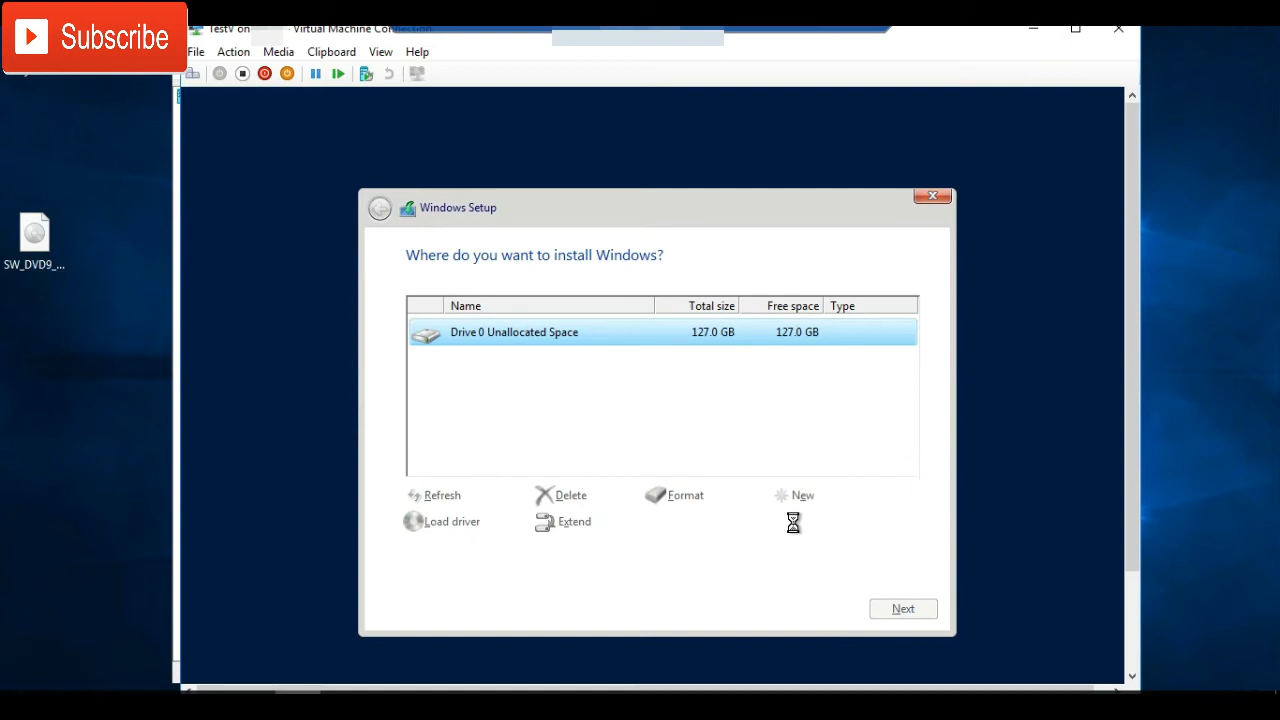 Subscribe
TestV on
- Virtual Machine Connection
File Action Media Clipboard View Help
SW_DVD9_...
Windows Setup
Where do you want to install Windows?
Name Total size Free space Type
Drive 0 Unallocated Space 127.0 GB 127.0 GB
Refresh Delete Format New
Load driver Extend
Next